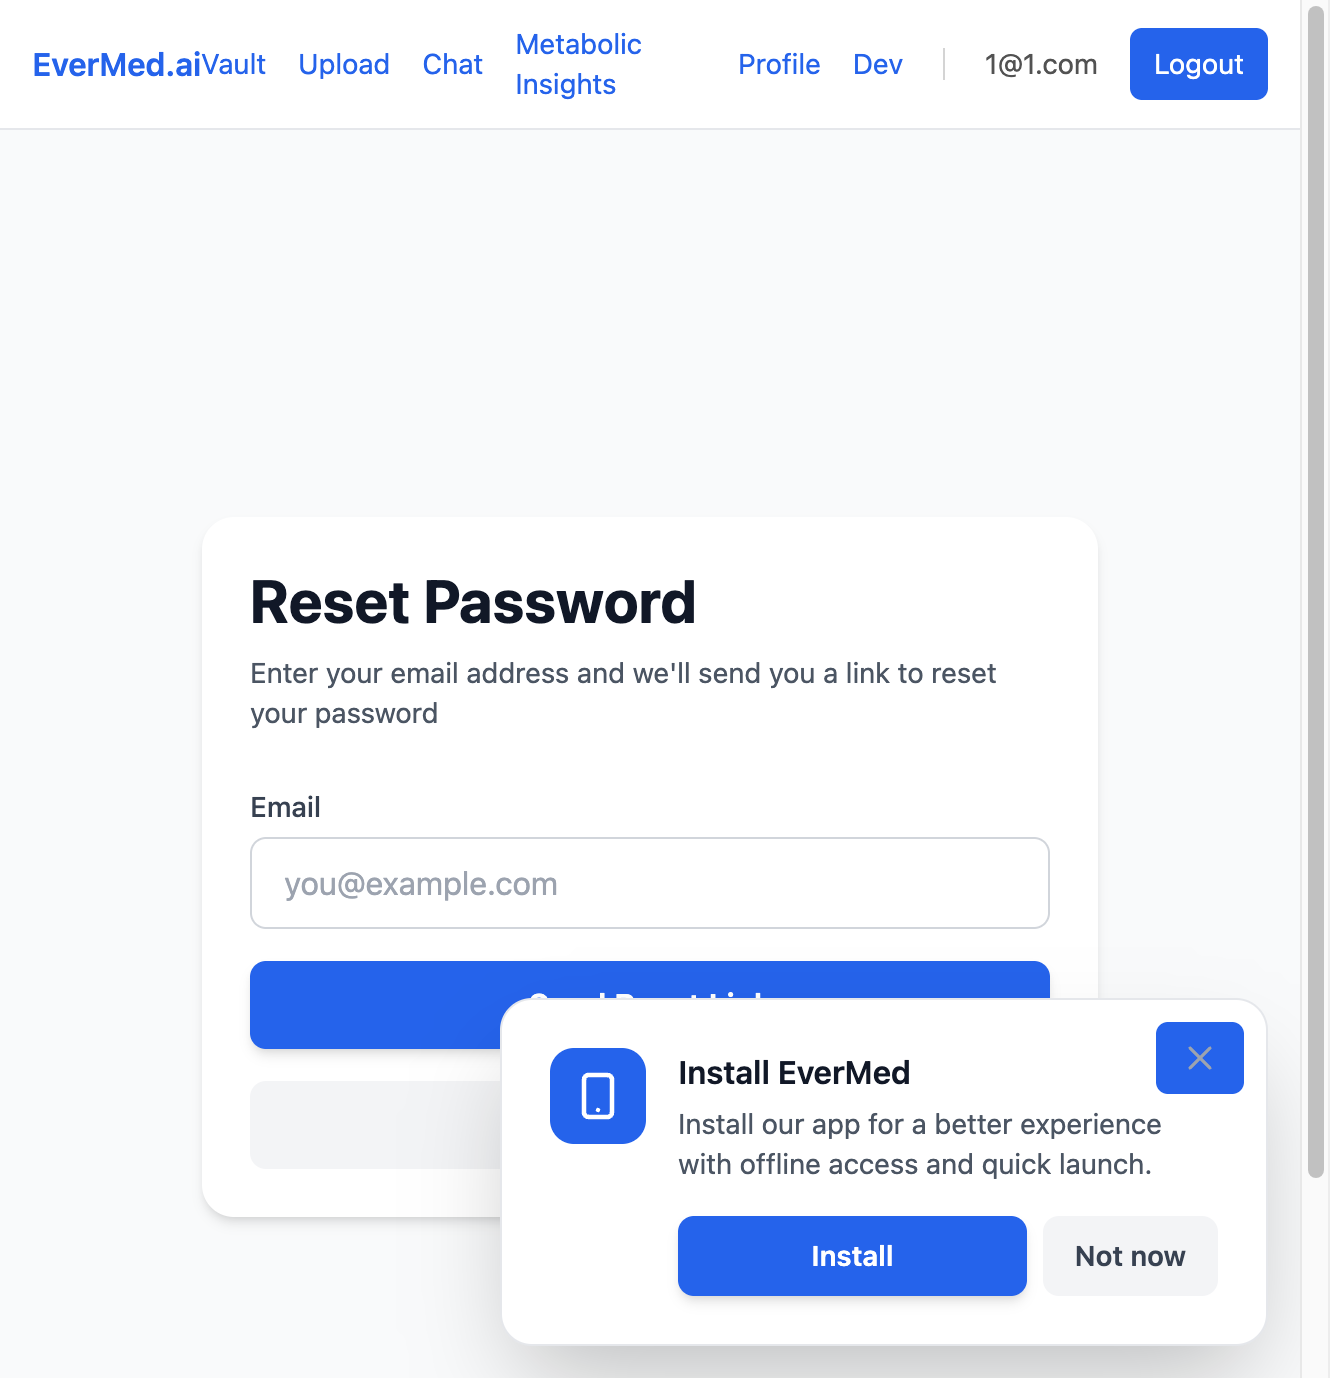 EverMed.ai Vault Upload Chat Metabolic Insights Profile Dev 1@1.com Logout
Reset Password
Enter your email address and we'll send you a link to reset
your password
Email
you@example.com
Install EverMed
Install our app for a better experience
with offline access and quick launch.
Install Not now